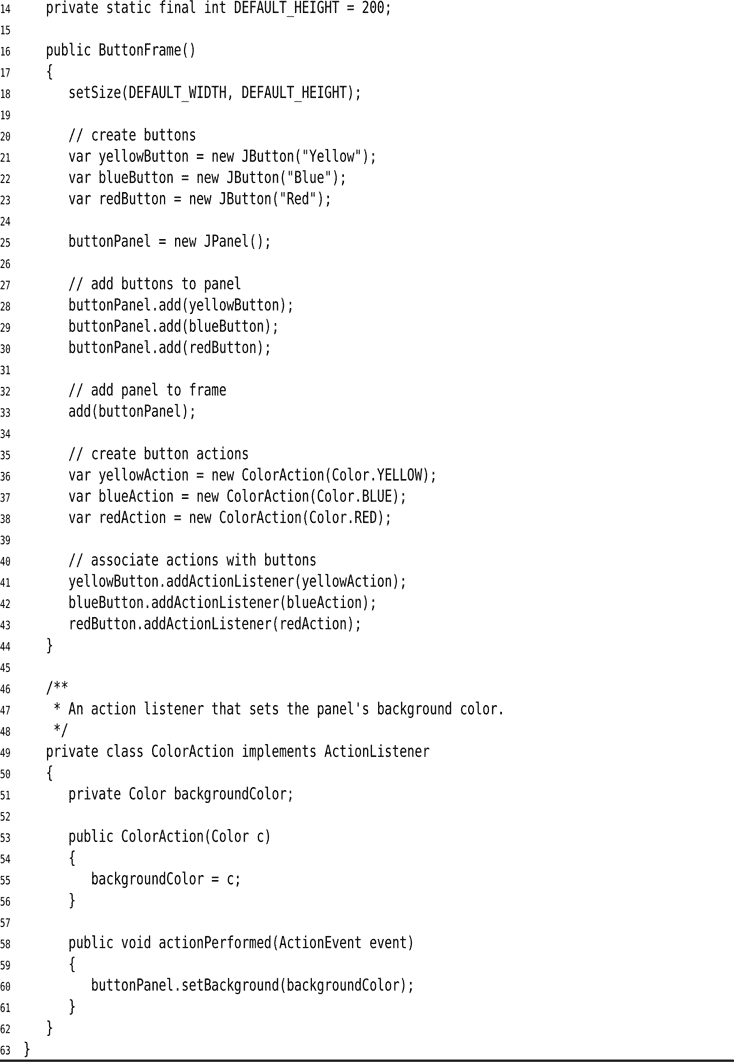 14    private static final int DEFAULT_HEIGHT = 200;
15
16    public ButtonFrame()
17    {
18       setSize(DEFAULT_WIDTH, DEFAULT_HEIGHT);
19
20       // create buttons
21       var yellowButton = new JButton("Yellow");
22       var blueButton = new JButton("Blue");
23       var redButton = new JButton("Red");
24
25       buttonPanel = new JPanel();
26
27       // add buttons to panel
28       buttonPanel.add(yellowButton);
29       buttonPanel.add(blueButton);
30       buttonPanel.add(redButton);
31
32       // add panel to frame
33       add(buttonPanel);
34
35       // create button actions
36       var yellowAction = new ColorAction(Color.YELLOW);
37       var blueAction = new ColorAction(Color.BLUE);
38       var redAction = new ColorAction(Color.RED);
39
40       // associate actions with buttons
41       yellowButton.addActionListener(yellowAction);
42       blueButton.addActionListener(blueAction);
43       redButton.addActionListener(redAction);
44    }
45
46    /**
47     * An action listener that sets the panel's background color.
48     */
49    private class ColorAction implements ActionListener
50    {
51       private Color backgroundColor;
52
53       public ColorAction(Color c)
54       {
55          backgroundColor = c;
56       }
57
58       public void actionPerformed(ActionEvent event)
59       {
60          buttonPanel.setBackground(backgroundColor);
61       }
62    }
63 }